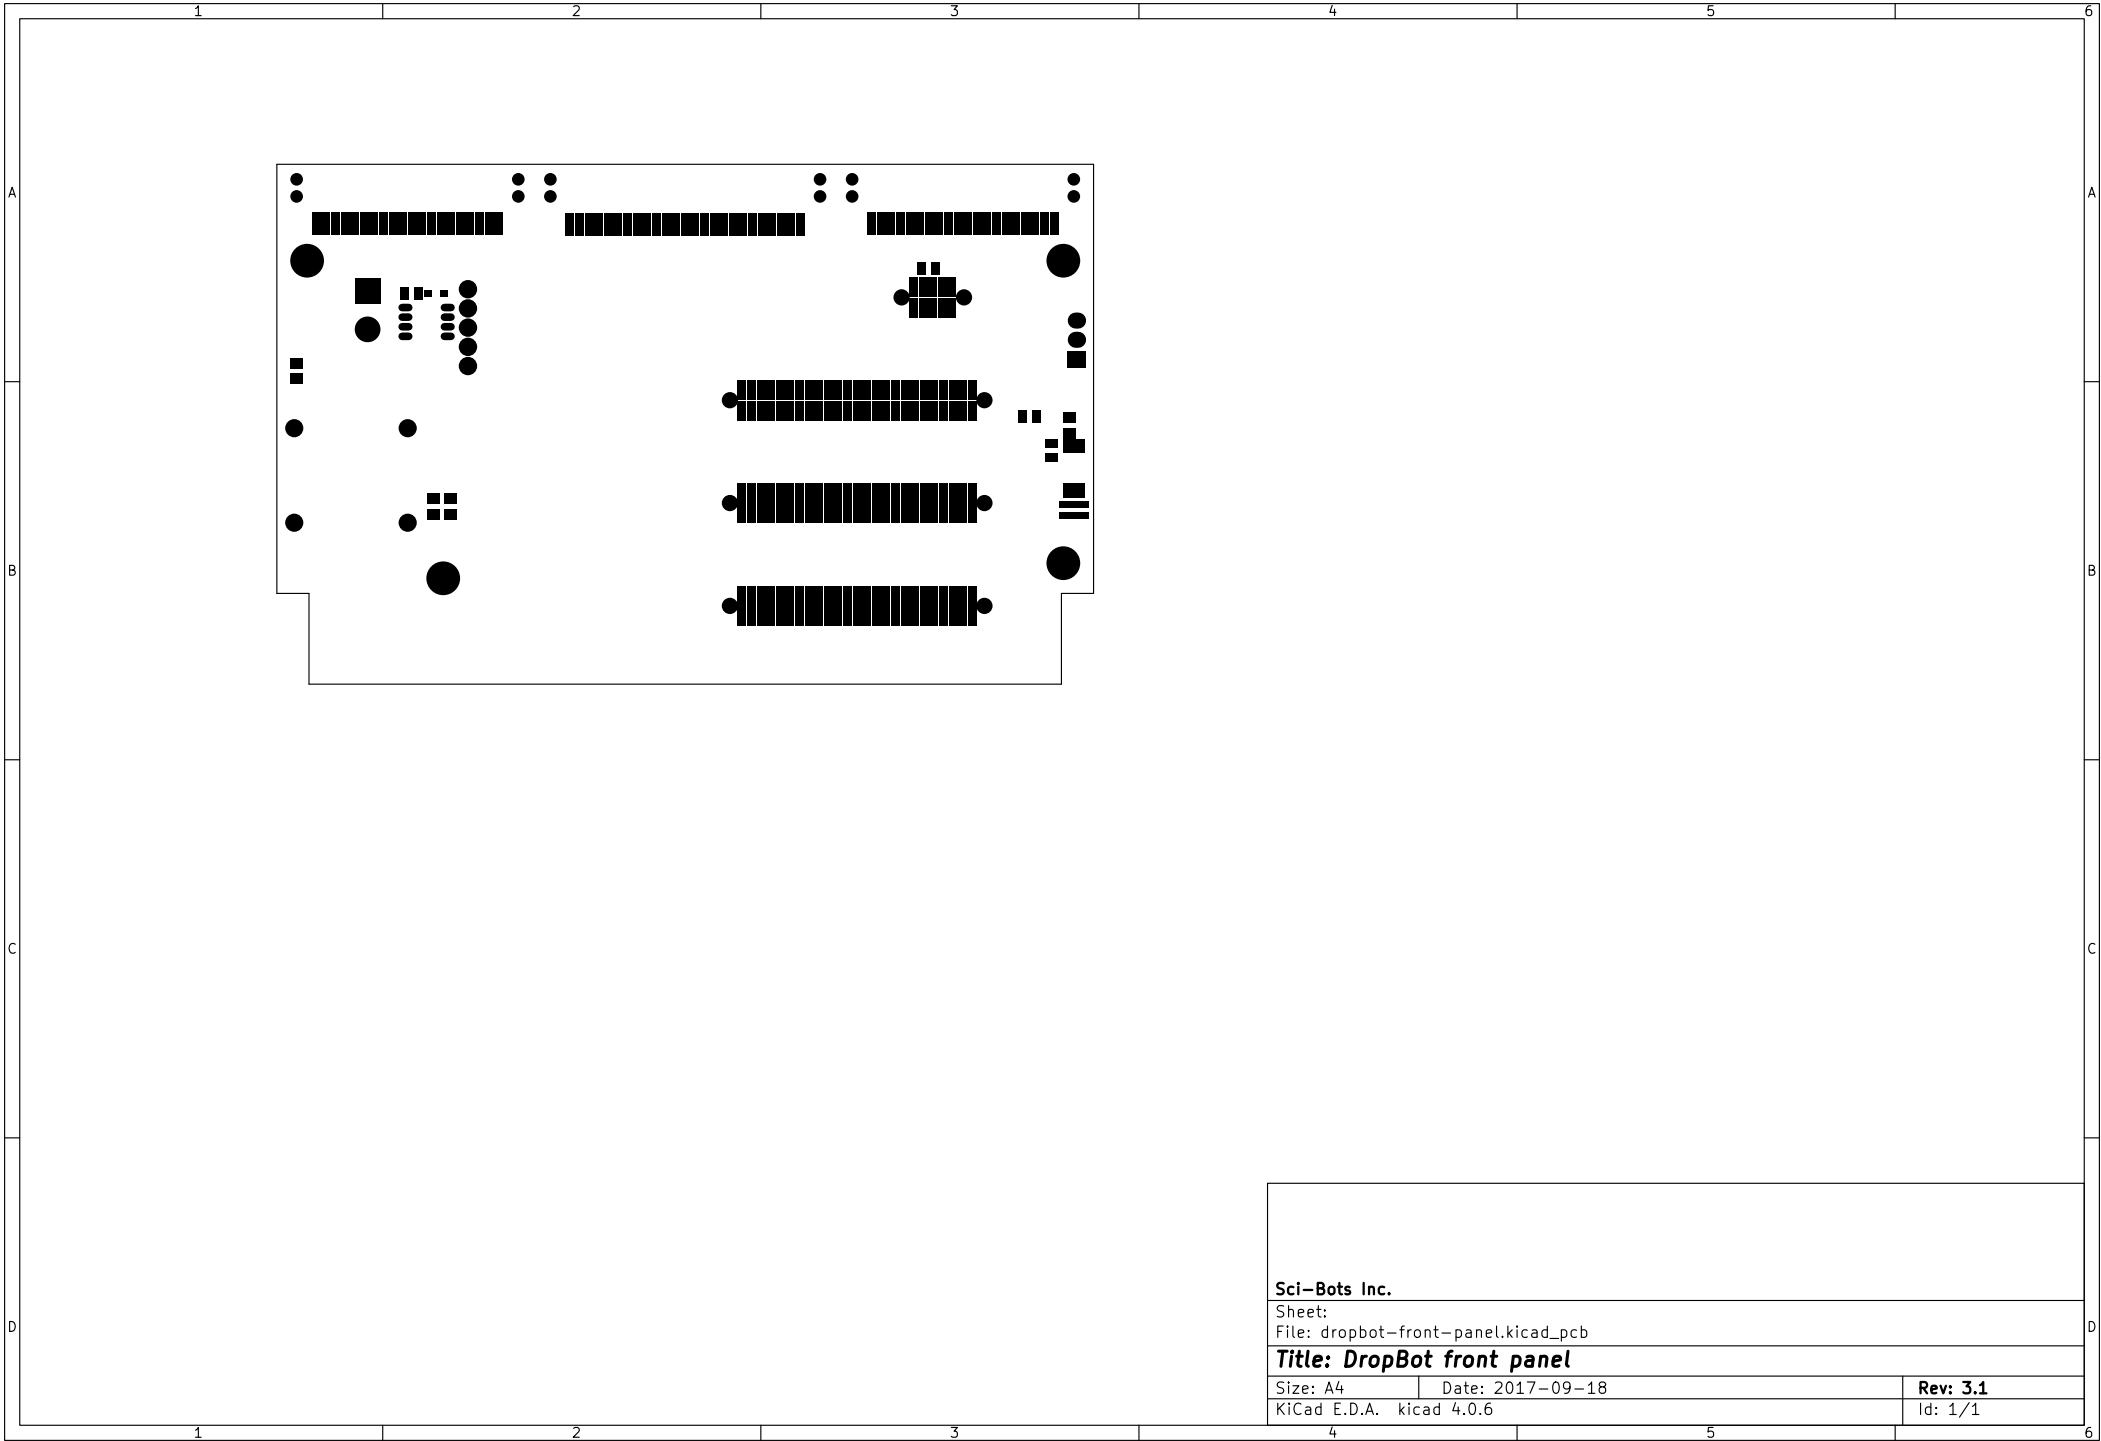 1 2 3 4 5 6
A A
B B
C C
D D
Sci-Bots Inc.
Sheet:
File: dropbot-front-panel.kicad_pcb
Title: DropBot front panel
Size: A4 Date: 2017-09-18 Rev: 3.1
KiCad E.D.A. kicad 4.0.6 Id: 1/1
1 2 3 4 5 6